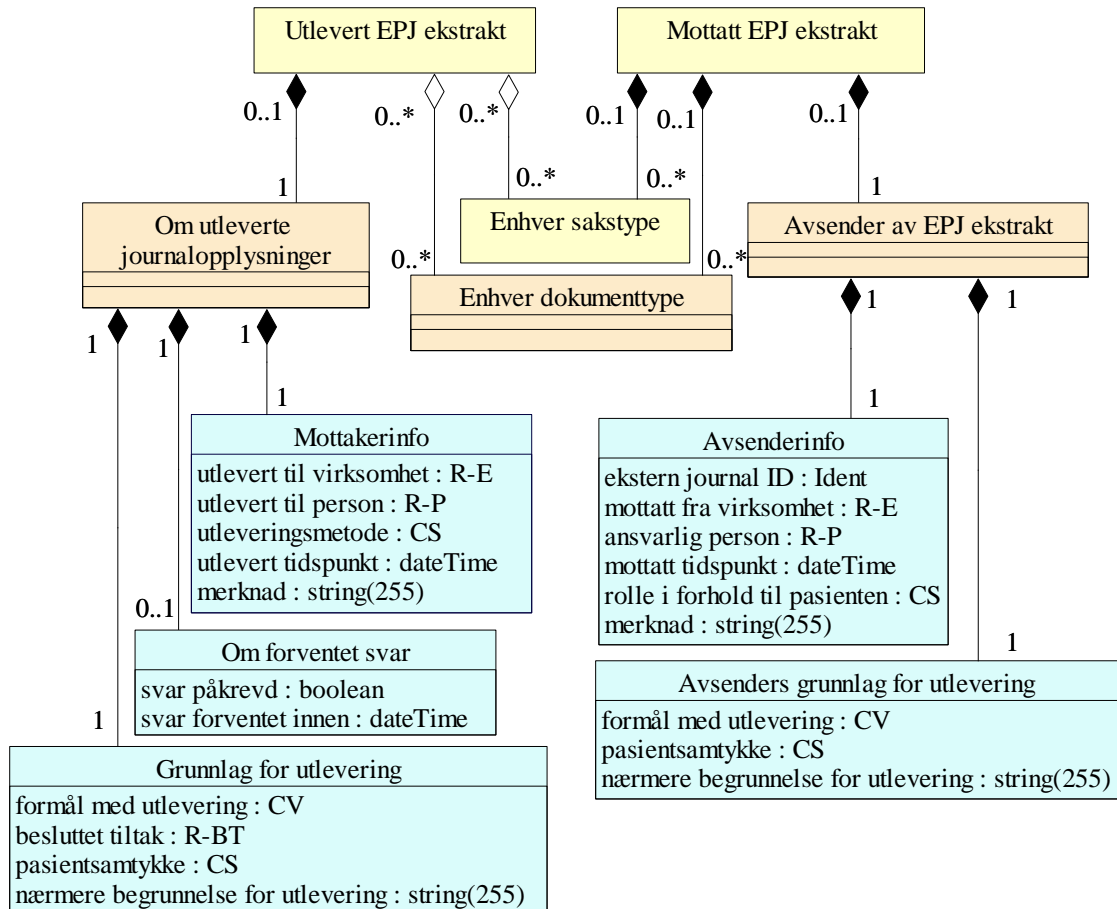 Utlevert EPJ ekstrakt
Mottatt EPJ ekstrakt
0..1
0..*
0..*
0..1
0..1
0..1
1
0..*
0..*
1
Om utleverte
journalopplysninger
Enhver sakstype
Avsender av EPJ ekstrakt
0..*
0..*
Enhver dokumenttype
1
1
1
1
1
1
1
Mottakerinfo
utlevert til virksomhet : R-E
utlevert til person : R-P
utleveringsmetode : CS
utlevert tidspunkt : dateTime
merknad : string(255)
Avsenderinfo
ekstern journal ID : Ident
mottatt fra virksomhet : R-E
ansvarlig person : R-P
mottatt tidspunkt : dateTime
rolle i forhold til pasienten : CS
merknad : string(255)
0..1
Om forventet svar
svar påkrevd : boolean
svar forventet innen : dateTime
1
Avsenders grunnlag for utlevering
formål med utlevering : CV
pasientsamtykke : CS
nærmere begrunnelse for utlevering : string(255)
1
Grunnlag for utlevering
formål med utlevering : CV
besluttet tiltak : R-BT
pasientsamtykke : CS
nærmere begrunnelse for utlevering : string(255)